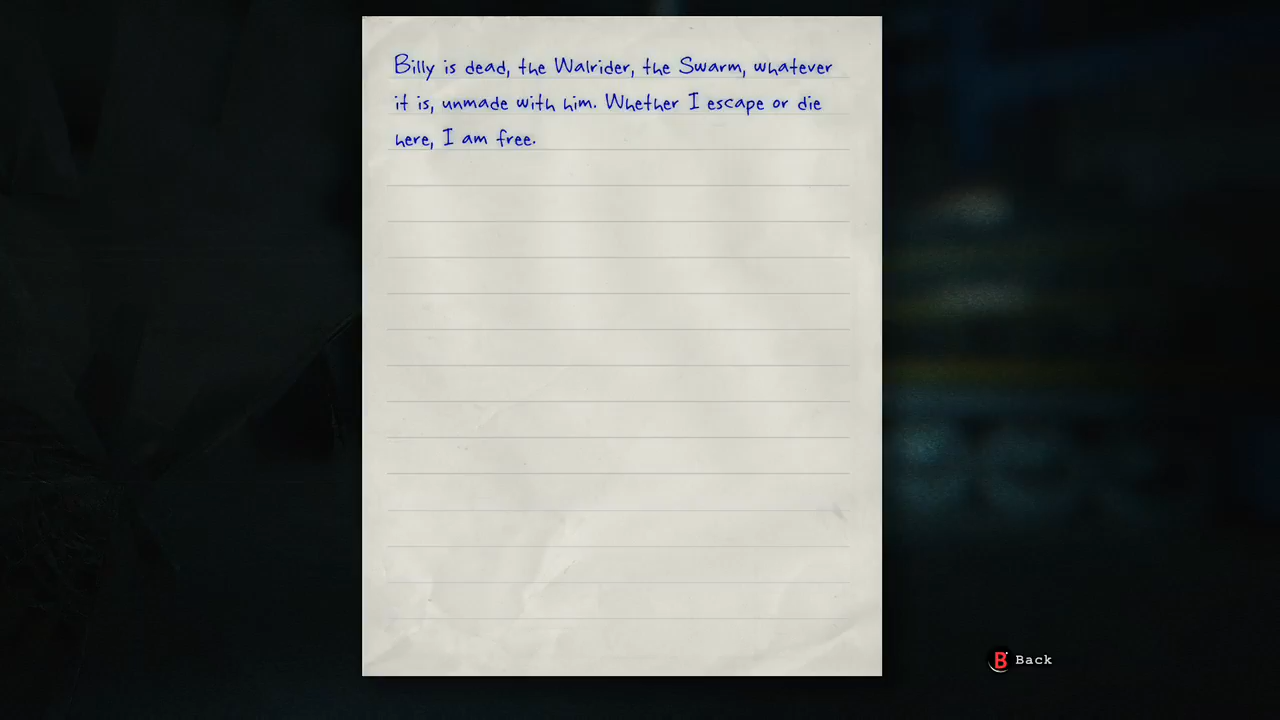 Billy is dead, the Walrider, the Swarm, whatever
it is, unmade with him. Whether I escape or die
here, I am free.
B Back